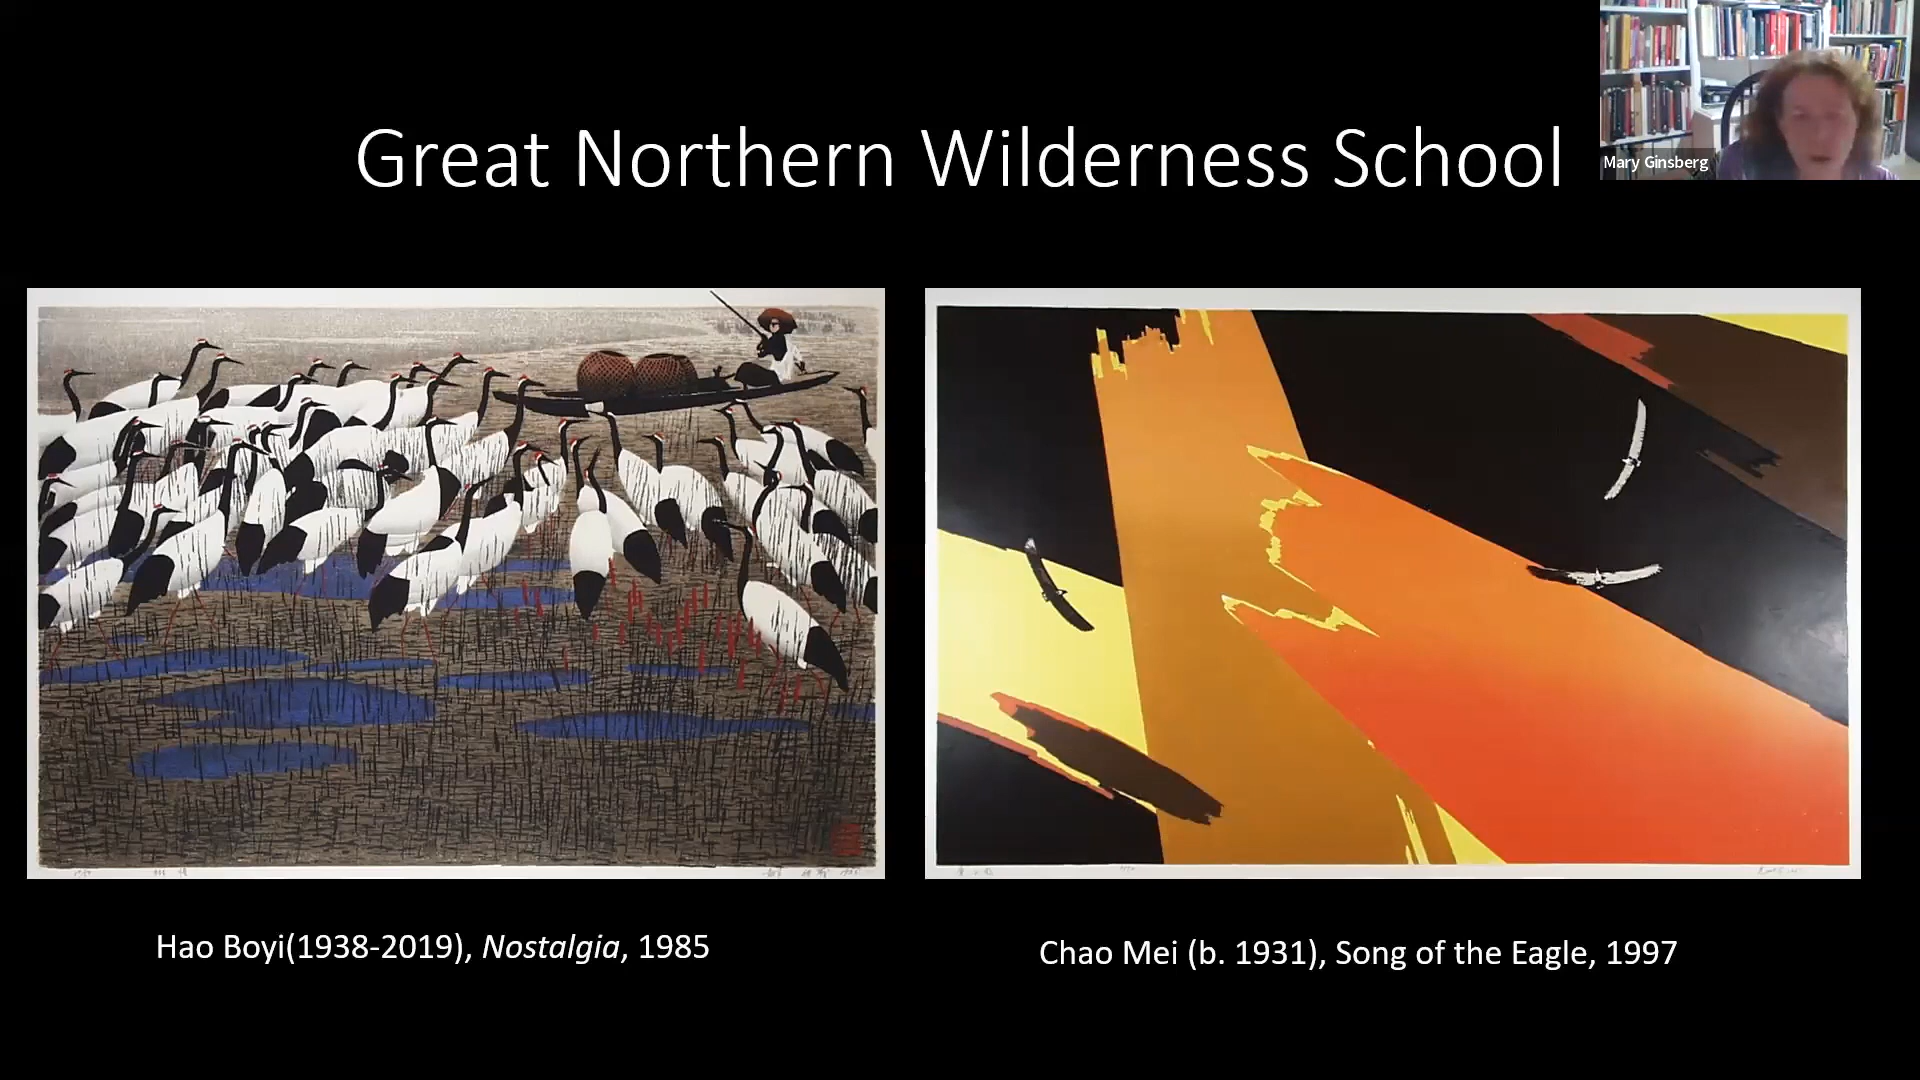 Great Northern Wilderness School
Mary Ginsberg
Hao Boyi(1938-2019), Nostalgia, 1985
Chao Mei (b. 1931), Song of the Eagle, 1997